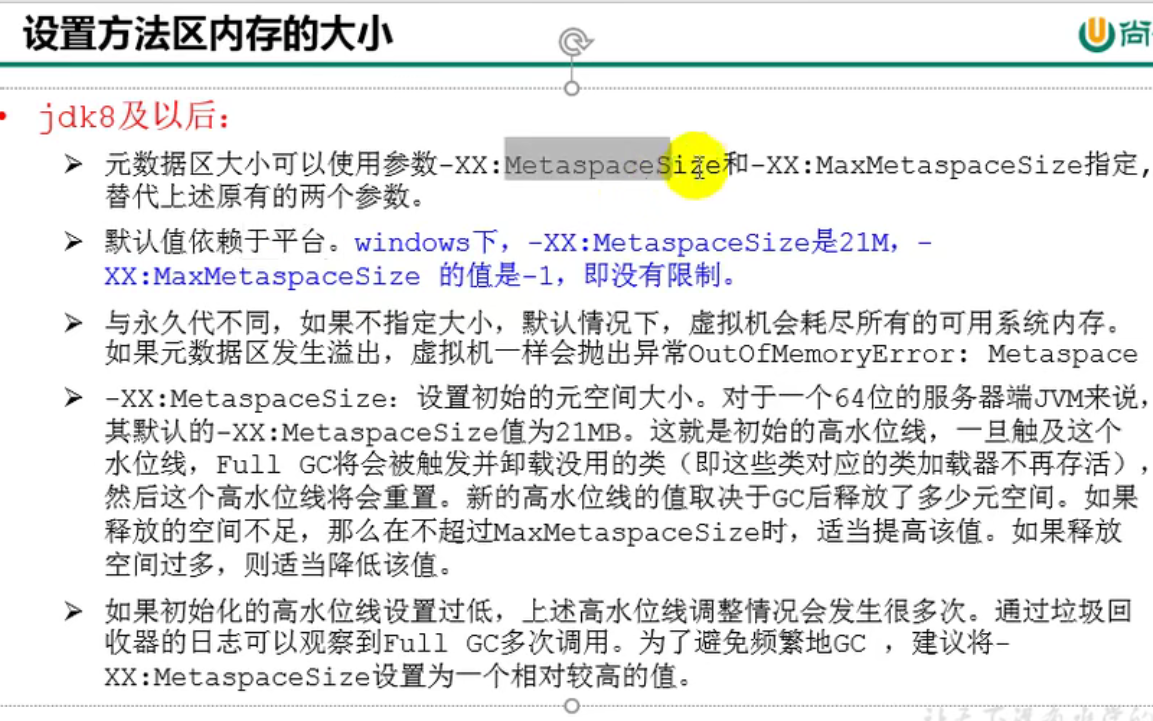 设置方法区内存的大小
尚
jdk8及以后：
元数据区大小可以使用参数-XX:MetaspaceSize和-XX:MaxMetaspaceSize指定，
替代上述原有的两个参数。
默认值依赖于平台。windows下，-XX:MetaspaceSize是21M，-
XX:MaxMetaspaceSize 的值是-1，即没有限制。
与永久代不同，如果不指定大小，默认情况下，虚拟机会耗尽所有的可用系统内存。
如果元数据区发生溢出，虚拟机一样会抛出异常OutOfMemoryError: Metaspace
-XX:MetaspaceSize：设置初始的元空间大小。对于一个64位的服务器端JVM来说，
其默认的-XX:MetaspaceSize值为21MB。这就是初始的高水位线，一旦触及这个
水位线，Full GC将会被触发并卸载没用的类（即这些类对应的类加载器不再存活），
然后这个高水位线将会重置。新的高水位线的值取决于GC后释放了多少元空间。如果
释放的空间不足，那么在不超过MaxMetaspaceSize时，适当提高该值。如果释放
空间过多，则适当降低该值。
如果初始化的高水位线设置过低，上述高水位线调整情况会发生很多次。通过垃圾回
收器的日志可以观察到Full GC多次调用。为了避免频繁地GC ，建议将-
XX:MetaspaceSize设置为一个相对较高的值。